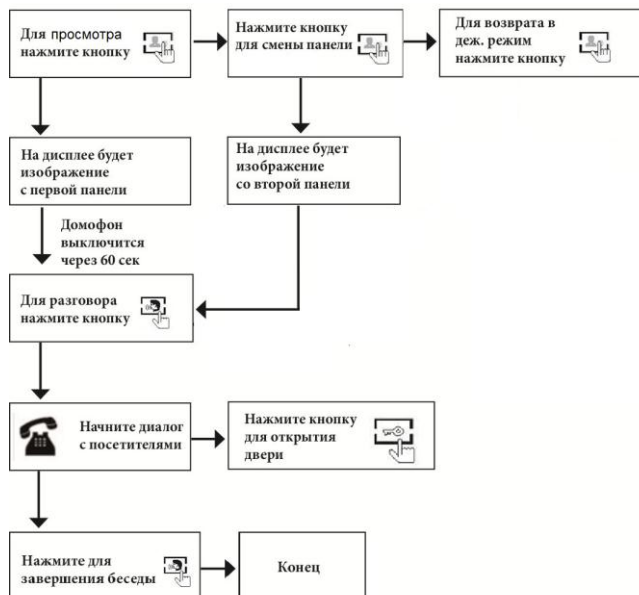 Для просмотра
нажмите кнопку
Нажмите кнопку
для смены панели
Для возврата в
деж. режим
нажмите кнопку
На дисплее будет
изображение
с первой панели
На дисплее будет
изображение
со второй панели
Домофон
выключится
через 60 сек
Для разговора
нажмите кнопку
Начните диалог
с посетителями
Нажмите кнопку
для открытия
двери
Нажмите для
завершения беседы
Конец